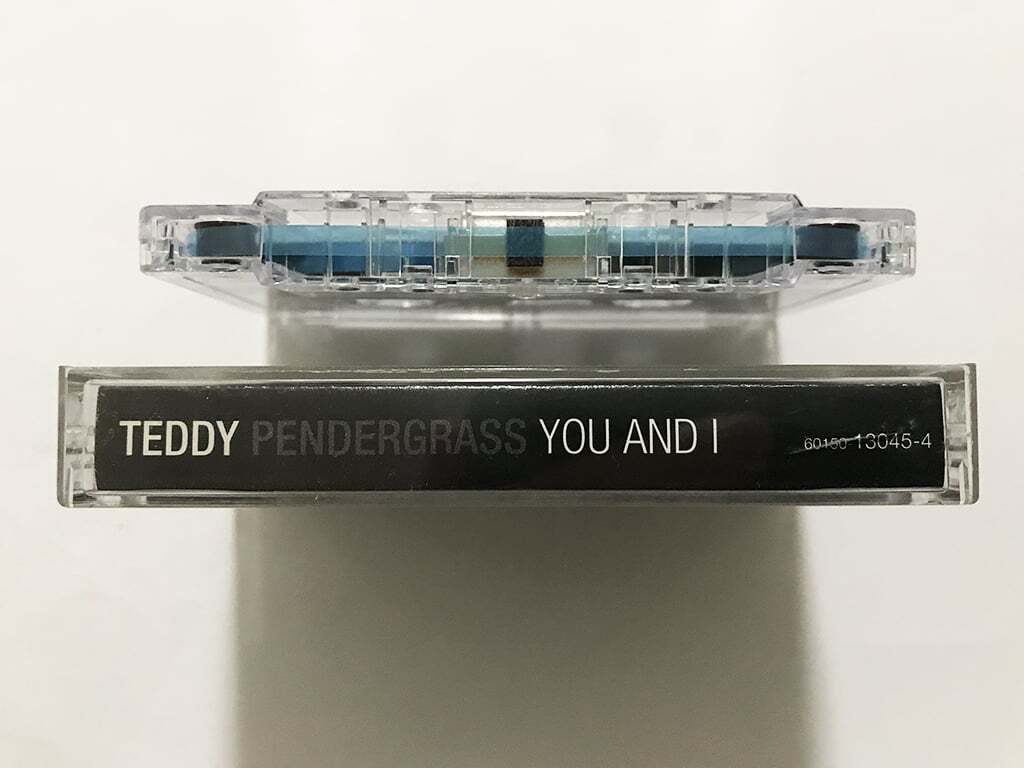 TEDDY PENDERGRASS YOU AND I 60150-13045-4